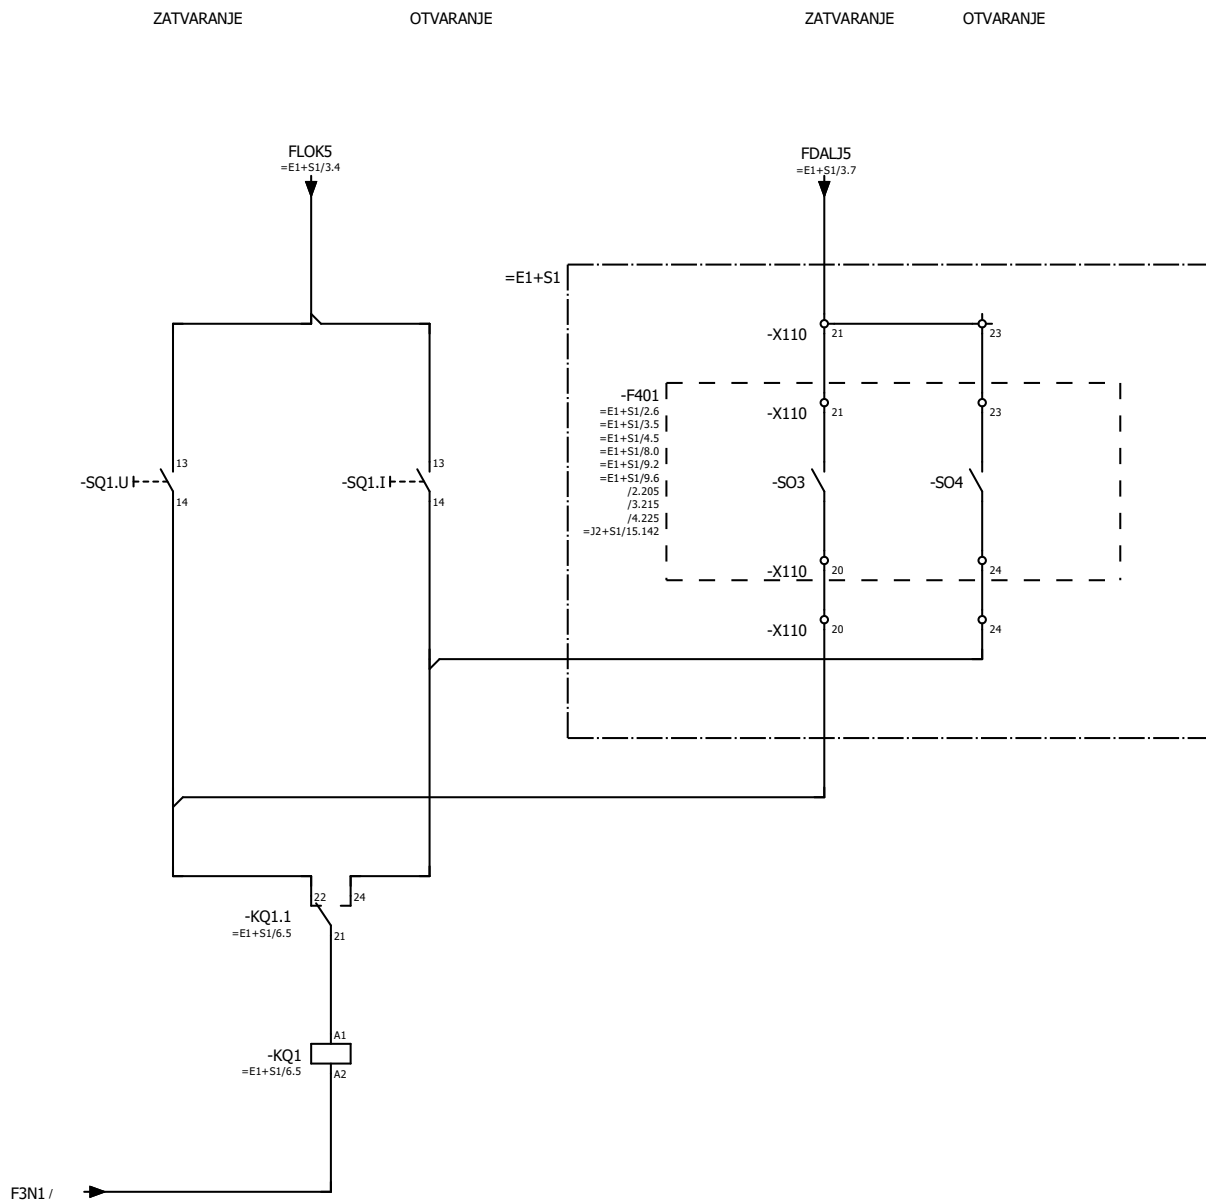 ZATVARANJE OTVARANJE ZATVARANJE OTVARANJE
FLOK5
=E1+S1/3.4
FDALJ5
=E1+S1/3.7
=E1+S1
-X110 21 23
-F401
=E1+S1/2.6
=E1+S1/3.5
=E1+S1/4.5
=E1+S1/8.0
=E1+S1/9.2
=E1+S1/9.6
/2.205
/3.215
/4.225
=J2+S1/15.142
-X110 21 23
13 13
-SQ1.U -SQ1.I -SO3 -SO4
14 14
-X110 20 24
-X110 20 24
22 24
-KQ1.1
=E1+S1/6.5
21
A1
-KQ1
=E1+S1/6.5
A2
F3N1 /